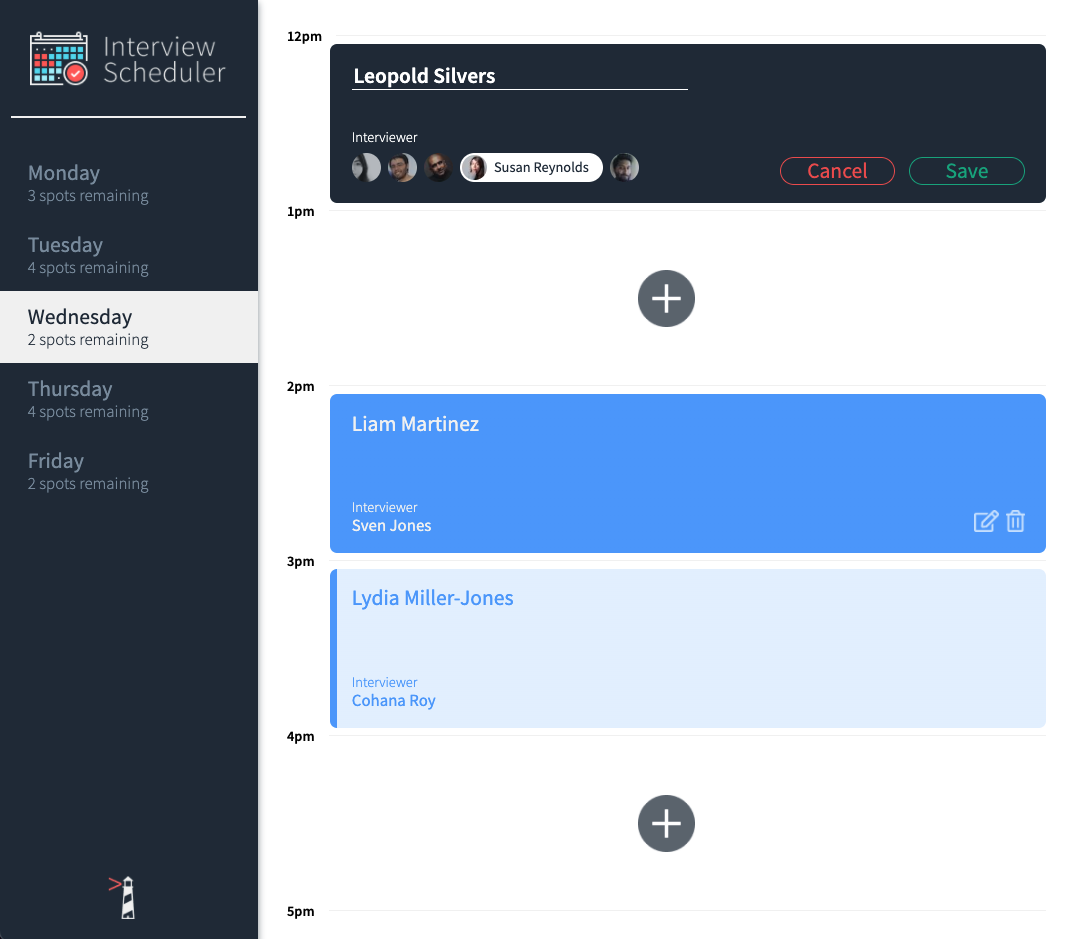 Interview
Scheduler
Monday
3 spots remaining
Tuesday
4 spots remaining
Wednesday
2 spots remaining
Thursday
4 spots remaining
Friday
2 spots remaining
12pm
Leopold Silvers
Interviewer
Susan Reynolds
Cancel
Save
1pm
2pm
Liam Martinez
Interviewer
Sven Jones
3pm
Lydia Miller-Jones
Interviewer
Cohana Roy
4pm
5pm